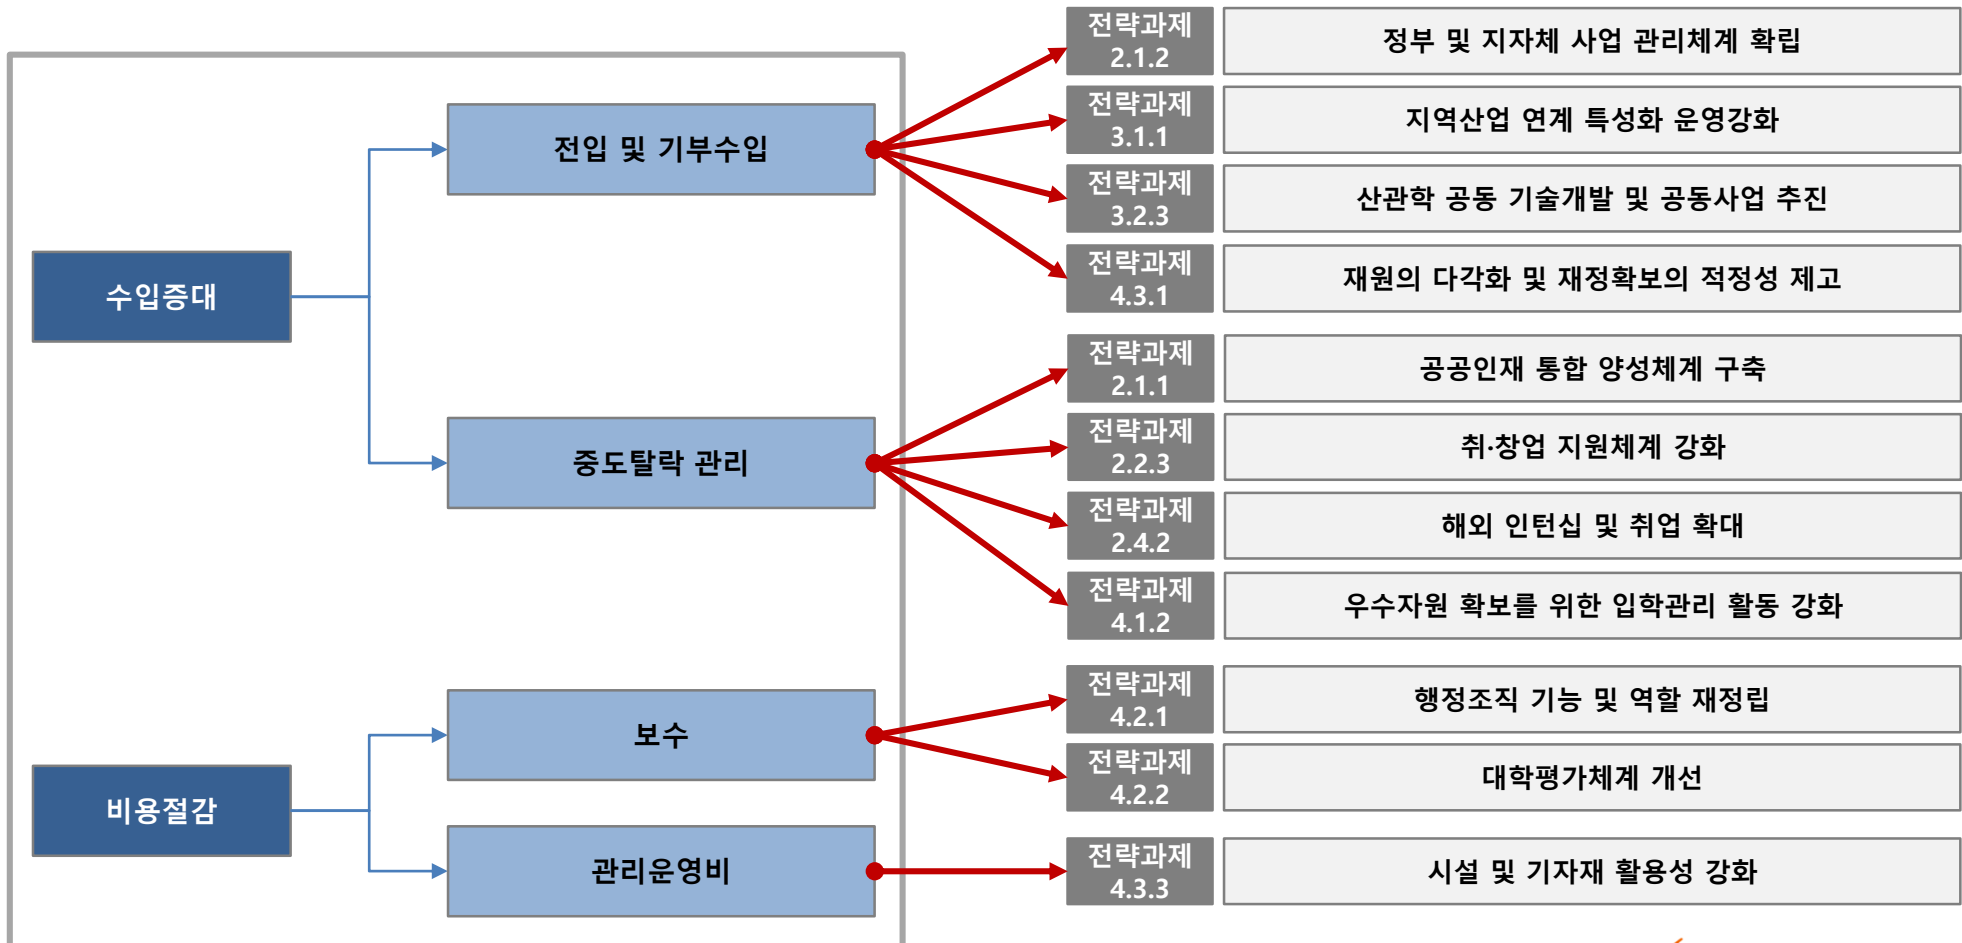 수입증대
전입 및 기부수입
전략과제
2.1.2
정부 및 지자체 사업 관리체계 확립
전략과제
3.1.1
지역산업 연계 특성화 운영강화
전략과제
3.2.3
산관학 공동 기술개발 및 공동사업 추진
전략과제
4.3.1
재원의 다각화 및 재정확보의 적정성 제고
중도탈락 관리
전략과제
2.1.1
공공인재 통합 양성체계 구축
전략과제
2.2.3
취·창업 지원체계 강화
전략과제
2.4.2
해외 인턴십 및 취업 확대
전략과제
4.1.2
우수자원 확보를 위한 입학관리 활동 강화
비용절감
보수
전략과제
4.2.1
행정조직 기능 및 역할 재정립
전략과제
4.2.2
대학평가체계 개선
관리운영비
전략과제
4.3.3
시설 및 기자재 활용성 강화